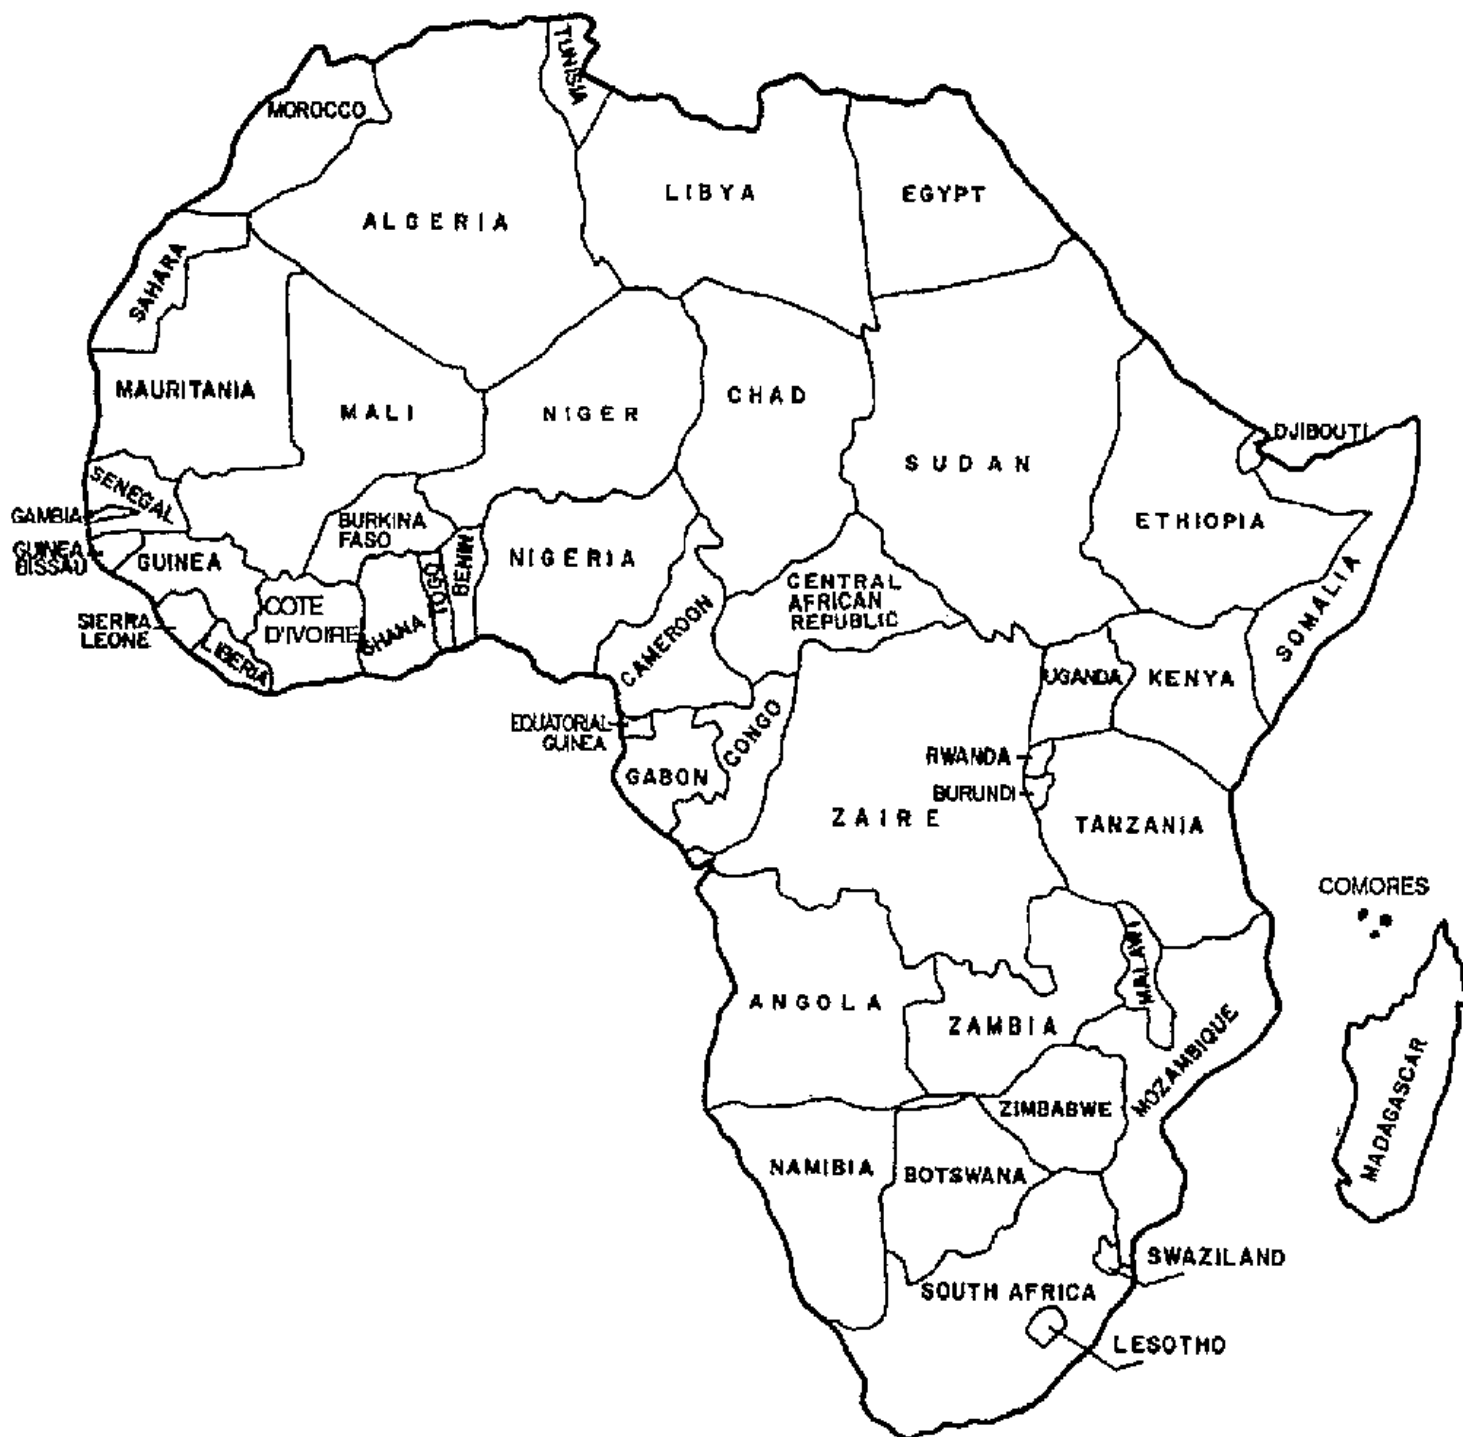 TUNISIA
MOROCCO
LIBYA
EGYPT
ALGERIA
SAHARA
MAURITANIA
MALI
NIGER
CHAD
SUDAN
DJIBOUTI
SENEGAL
GAMBIA
BURKINA
FASO
ETHIOPIA
GUINEA
BISSAU
GUINEA
NIGERIA
BENIN
TOGO
CENTRAL
AFRICAN
REPUBLIC
SOMALIA
COTE
D'IVOIRE
GHANA
SIERRA
LEONE
LIBERIA
CAMEROON
UGANDA
KENYA
EQUATORIAL
GUINEA
CONGO
GABON
RWANDA
BURUNDI
ZAIRE
TANZANIA
COMORES
MALAWI
ANGOLA
ZAMBIA
MOZAMBIQUE
MADAGASCAR
ZIMBABWE
NAMIBIA
BOTSWANA
SWAZILAND
SOUTH AFRICA
LESOTHO